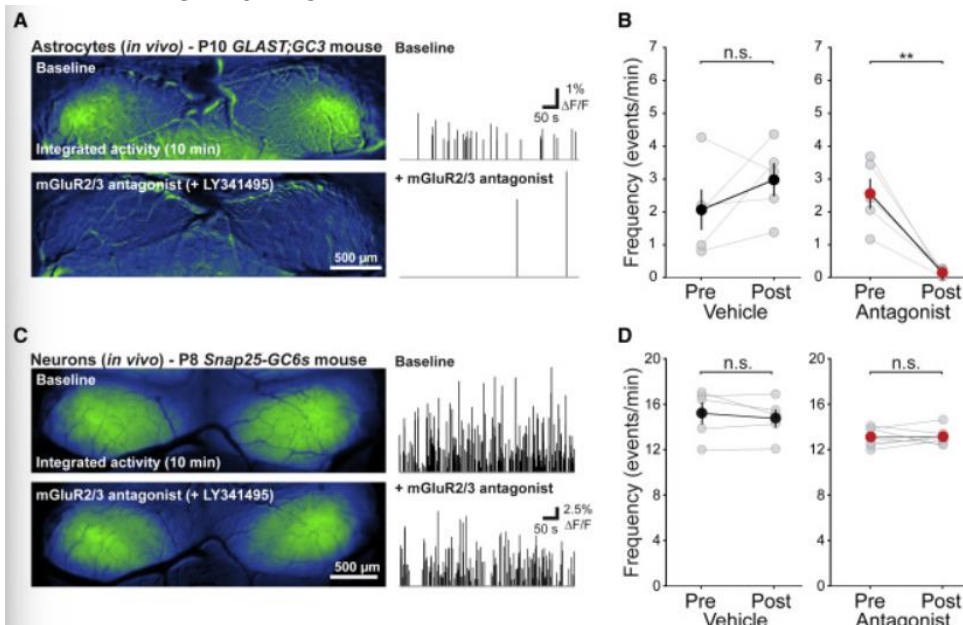 A
Astrocytes (in vivo) - P10 GLAST;GC3 mouse
Baseline
Integrated activity (10 min)
mGluR2/3 antagonist (+ LY341495)
500 µm
Baseline
1%
ΔF/F
50 s
+ mGluR2/3 antagonist
B
Frequency (events/min)
7
6
5
4
3
2
1
0
n.s.
Pre Post
Vehicle
7
6
5
4
3
2
1
0
**
Pre Post
Antagonist
C
Neurons (in vivo) - P8 Snap25-GC6s mouse
Baseline
Integrated activity (10 min)
mGluR2/3 antagonist (+ LY341495)
500 µm
Baseline
+ mGluR2/3 antagonist
2.5%
ΔF/F
50 s
D
Frequency (events/min)
20
16
12
8
4
0
n.s.
Pre Post
Vehicle
20
16
12
8
4
0
n.s.
Pre Post
Antagonist